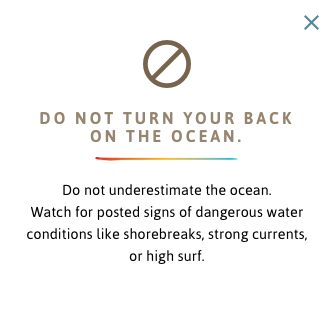 DO NOT TURN YOUR BACK
ON THE OCEAN.
Do not underestimate the ocean.
Watch for posted signs of dangerous water
conditions like shorebreaks, strong currents,
or high surf.